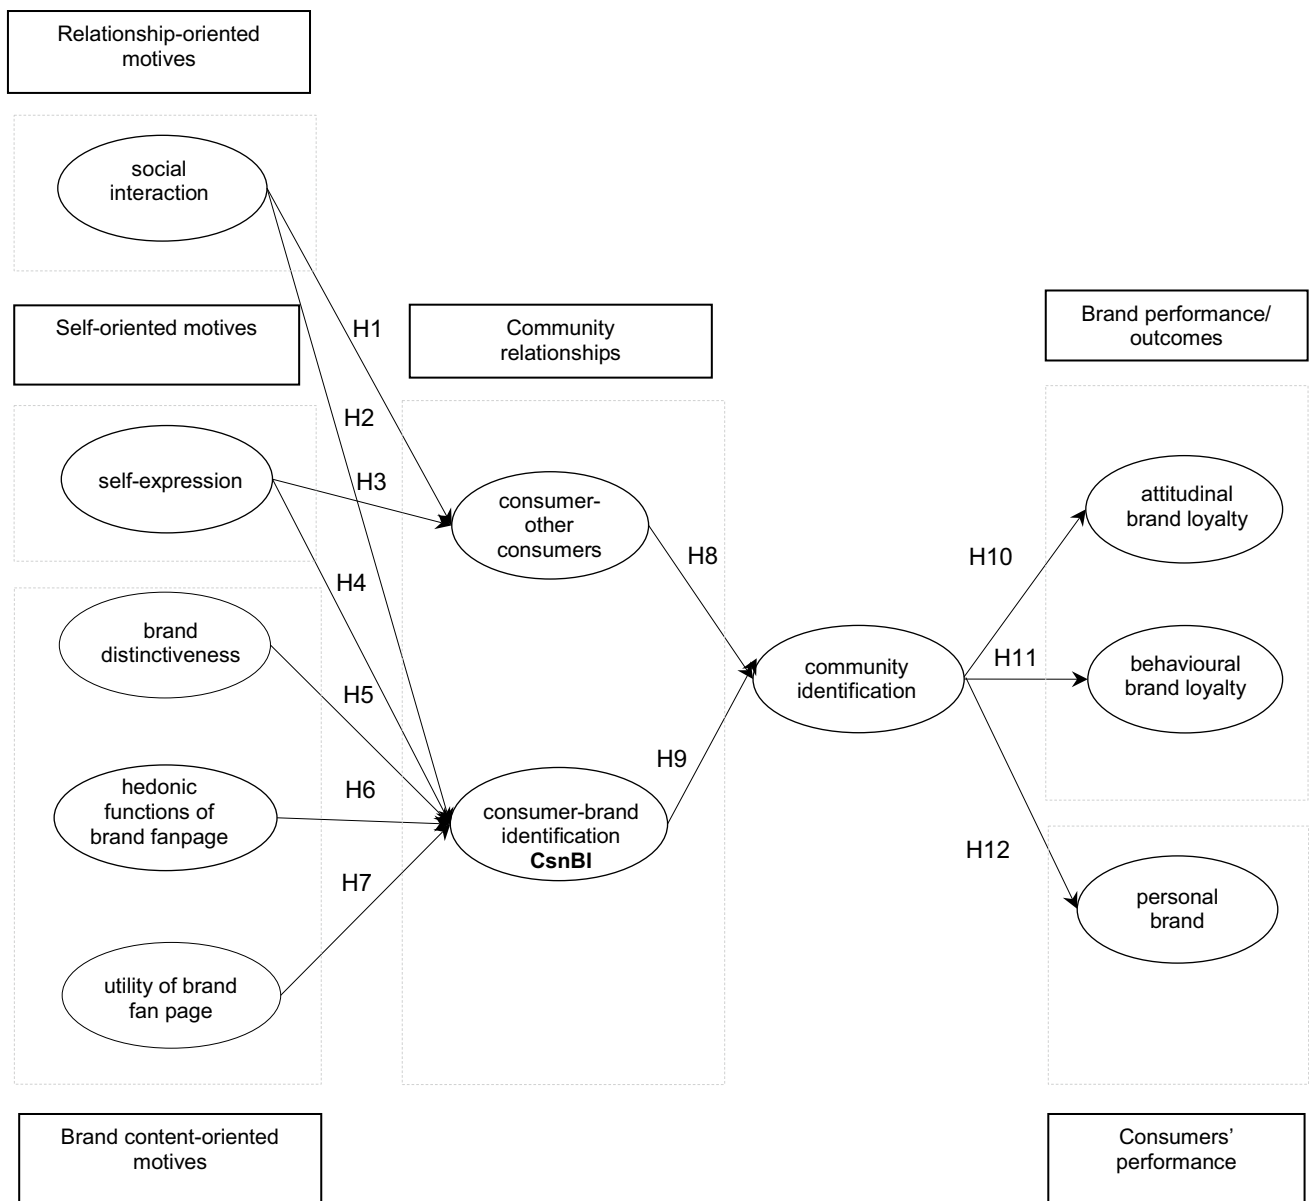 Relationship-oriented
motives
social
interaction
Self-oriented motives
H1
Community
relationships
Brand performance/
outcomes
H2
self-expression
H3
consumer-
other
consumers
attitudinal
brand loyalty
H8
H10
H4
brand
distinctiveness
community
identification
H11
behavioural
brand loyalty
H5
H9
hedonic
functions of
brand fanpage
H6
consumer-brand
identification
CsnBI
H12
H7
personal
brand
utility of brand
fan page
Brand content-oriented
motives
Consumers’
performance